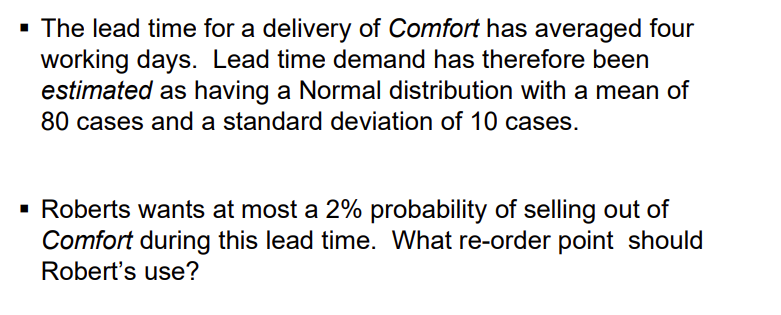 ▪ The lead time for a delivery of Comfort has averaged four
working days.  Lead time demand has therefore been
estimated as having a Normal distribution with a mean of
80 cases and a standard deviation of 10 cases.
▪ Roberts wants at most a 2% probability of selling out of
Comfort during this lead time.  What re-order point  should
Robert's use?